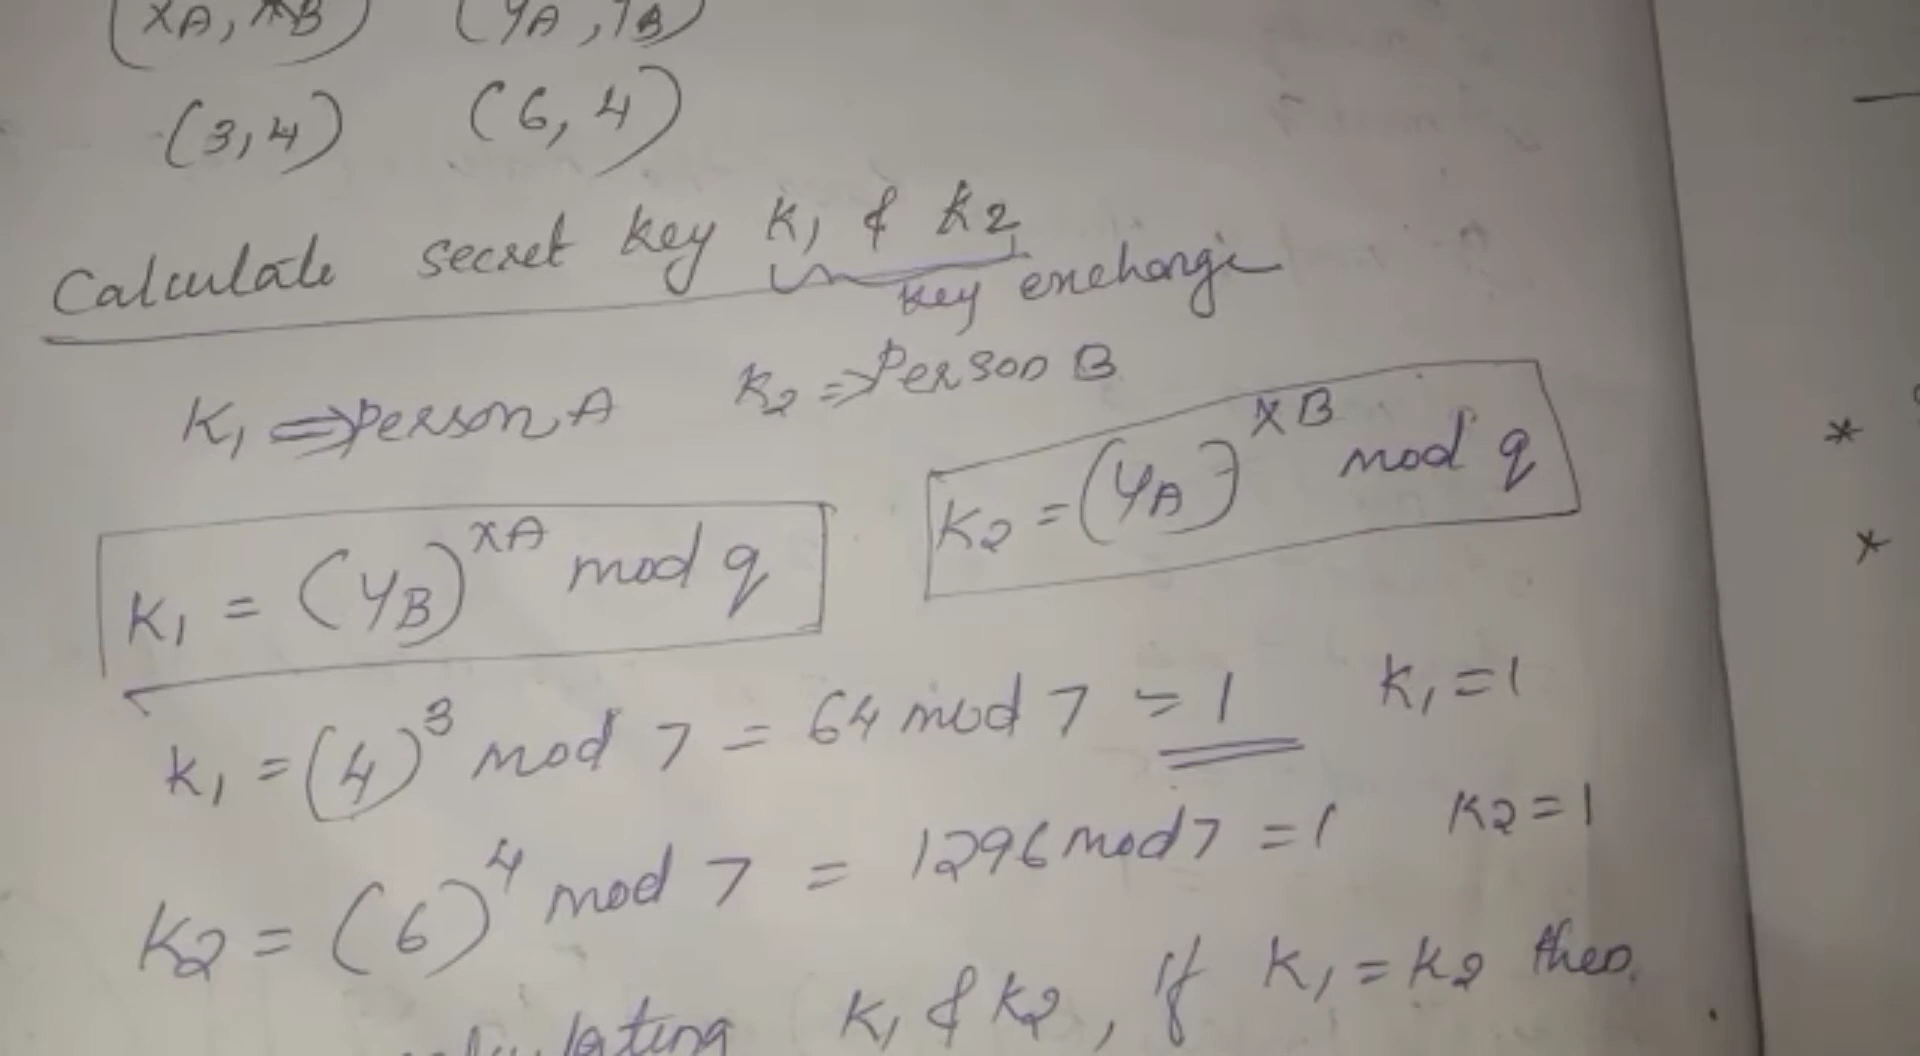 (XA, XB) (YA, YB)
(3,4) (6,4)
Calculate secret key K1 & K2
key exchange
K1 ⇒ Person A K2 ⇒ Person B
K1 = (YB)^XA mod q K2 = (YA)^XB mod q
K1 = (4)^3 mod 7 = 64 mod 7 = 1 K1 = 1
K2 = (6)^4 mod 7 = 1296 mod 7 = 1 K2 = 1
K1 & K2, if K1 = K2 then